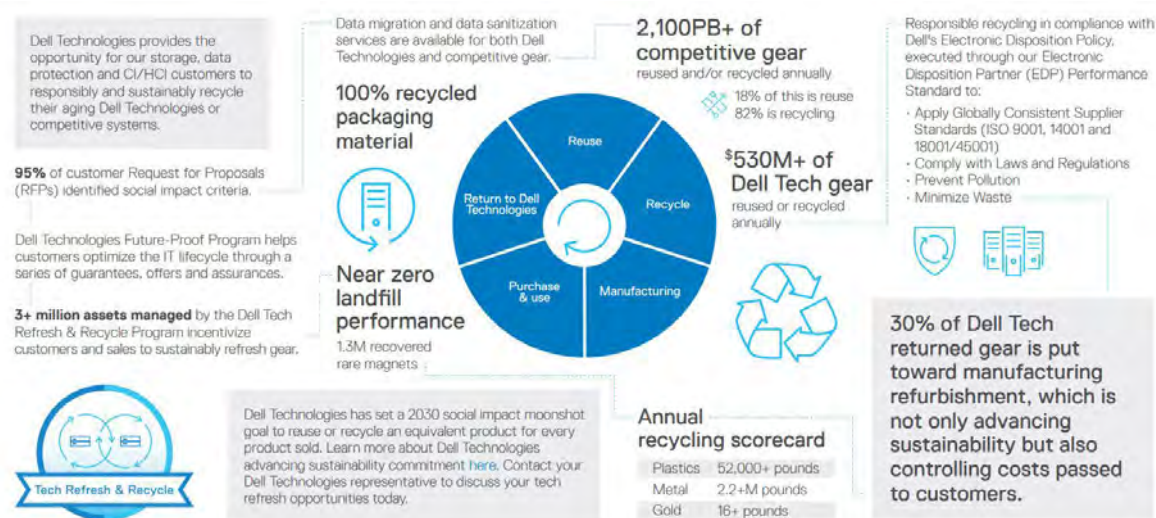 Dell Technologies provides the
opportunity for our storage, data
protection and CI/HCI customers to
responsibly and sustainably recycle
their aging Dell Technologies or
competitive systems.
95% of customer Request for Proposals
(RFPs) identified social impact criteria.
Dell Technologies Future-Proof Program helps
customers optimize the IT lifecycle through a
series of guarantees, offers and assurances.
3+ million assets managed by the Dell Tech
Refresh & Recycle Program incentivize
customers and sales to sustainably refresh gear.
Tech Refresh & Recycle
Data migration and data sanitization
services are available for both Dell
Technologies and competitive gear.
100% recycled
packaging
material
Near zero
landfill
performance
1.3M recovered
rare magnets
Dell Technologies has set a 2030 social impact moonshot
goal to reuse or recycle an equivalent product for every
product sold. Learn more about Dell Technologies
advancing sustainability commitment here. Contact your
Dell Technologies representative to discuss your tech
refresh opportunities today.
Reuse
Recycle
Manufacturing
Purchase
& use
Return to Dell
Technologies
2,100PB+ of
competitive gear
reused and/or recycled annually
18% of this is reuse
82% is recycling
$530M+ of
Dell Tech gear
reused or recycled
annually
Annual
recycling scorecard
Plastics 52,000+ pounds
Metal 2.2+M pounds
Gold 16+ pounds
Responsible recycling in compliance with
Dell's Electronic Disposition Policy,
executed through our Electronic
Disposition Partner (EDP) Performance
Standard to:
• Apply Globally Consistent Supplier
Standards (ISO 9001, 14001 and
18001/45001)
• Comply with Laws and Regulations
• Prevent Pollution
• Minimize Waste
30% of Dell Tech
returned gear is put
toward manufacturing
refurbishment, which is
not only advancing
sustainability but also
controlling costs passed
to customers.